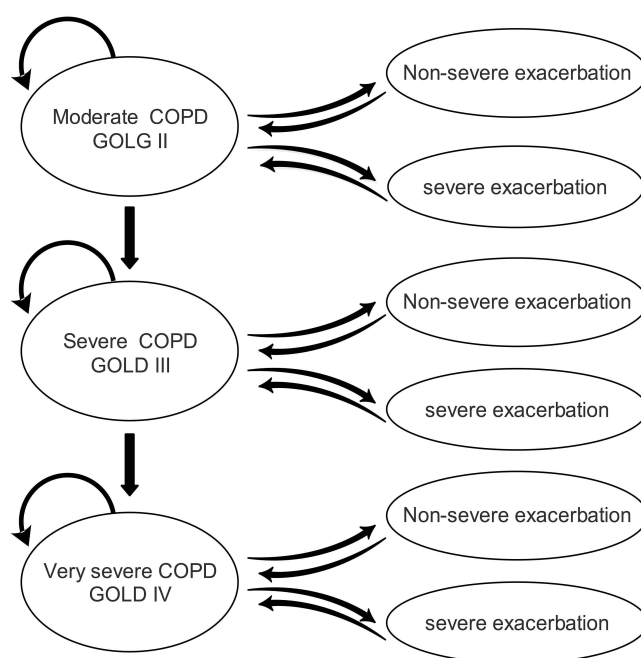 Moderate COPD
GOLG II
Non-severe exacerbation
severe exacerbation
Severe COPD
GOLD III
Non-severe exacerbation
severe exacerbation
Very severe COPD
GOLD IV
Non-severe exacerbation
severe exacerbation